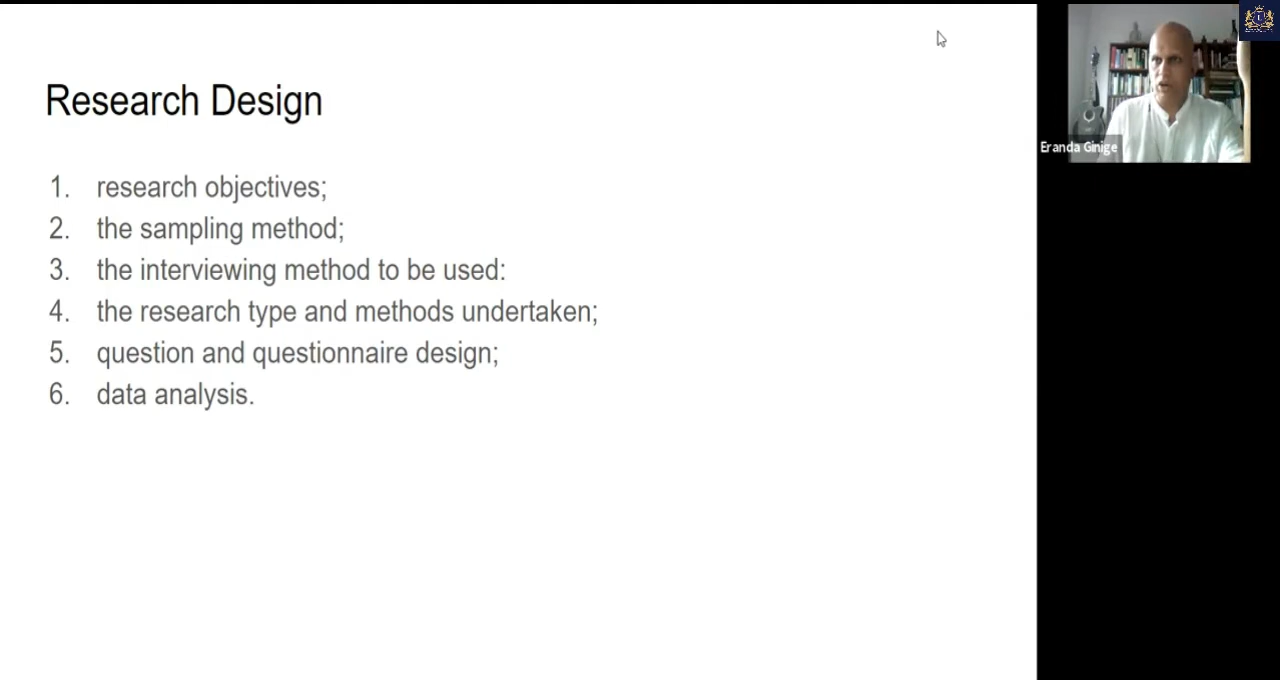 Research Design
1. research objectives;
2. the sampling method;
3. the interviewing method to be used:
4. the research type and methods undertaken;
5. question and questionnaire design;
6. data analysis.
Eranda Ginige